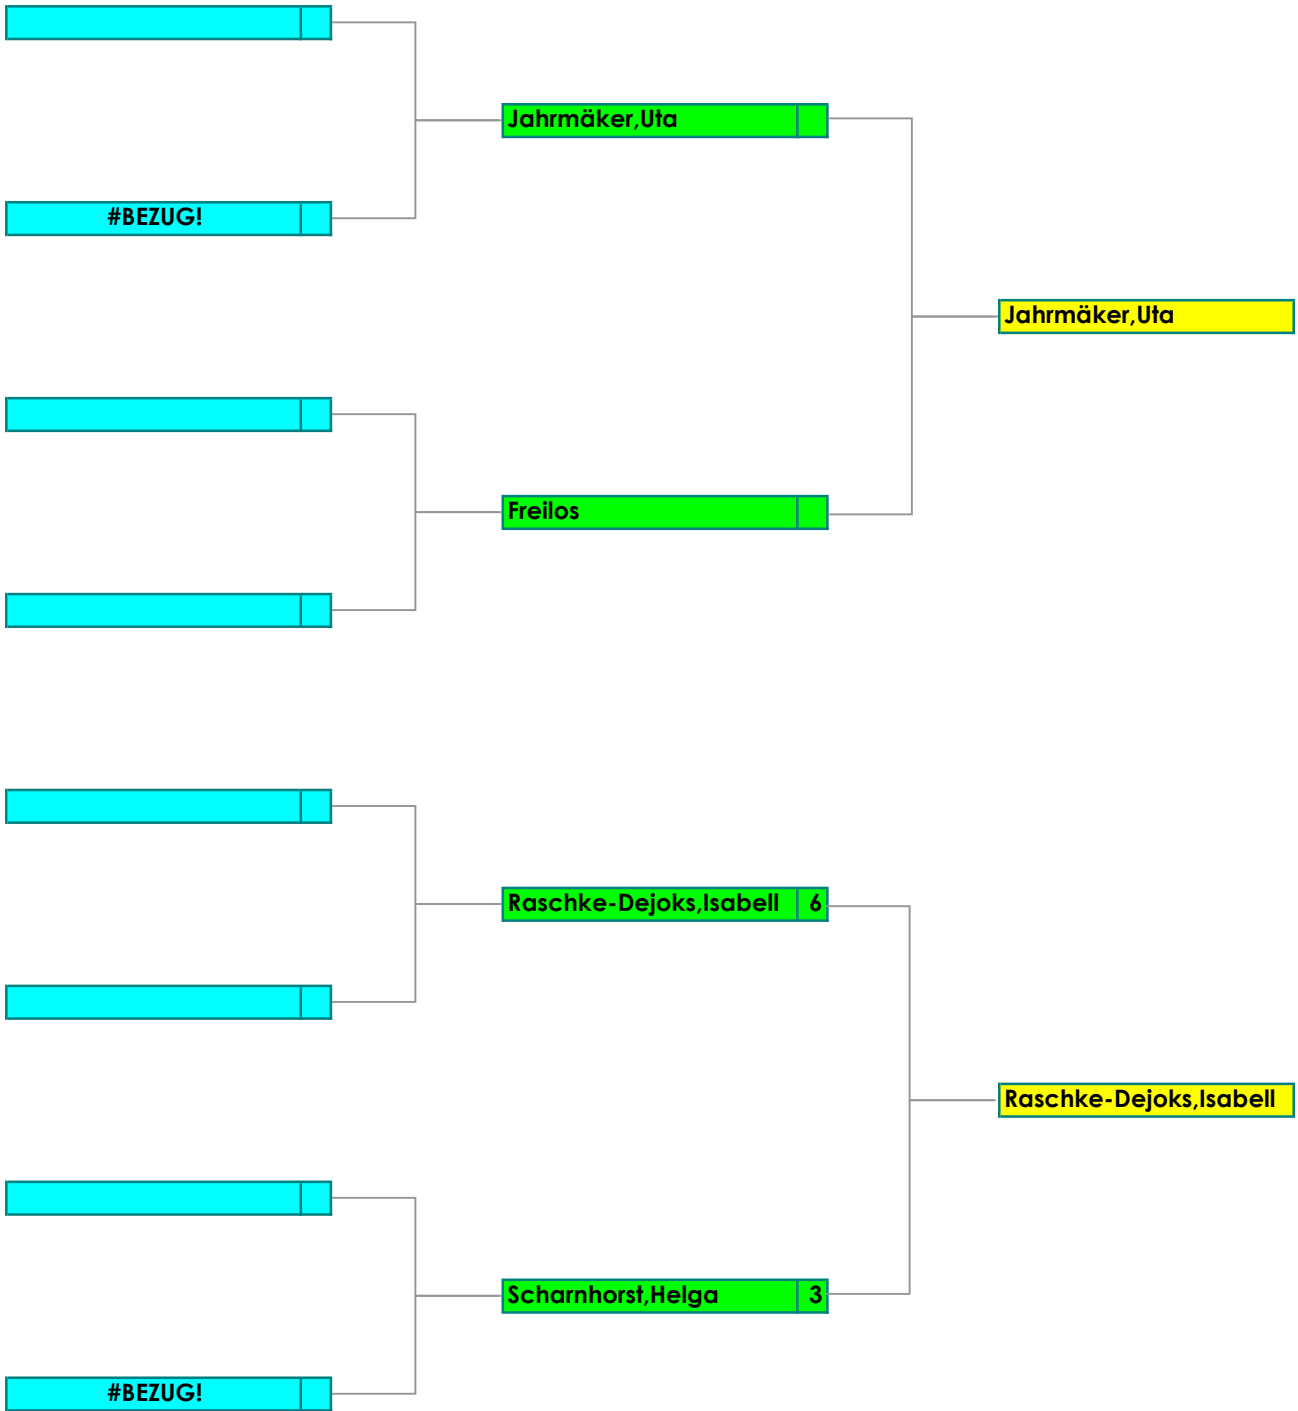 Jahrmäker,Uta
#BEZUG!
Jahrmäker,Uta
Freilos
Raschke-Dejoks,Isabell 6
Raschke-Dejoks,Isabell
Scharnhorst,Helga 3
#BEZUG!